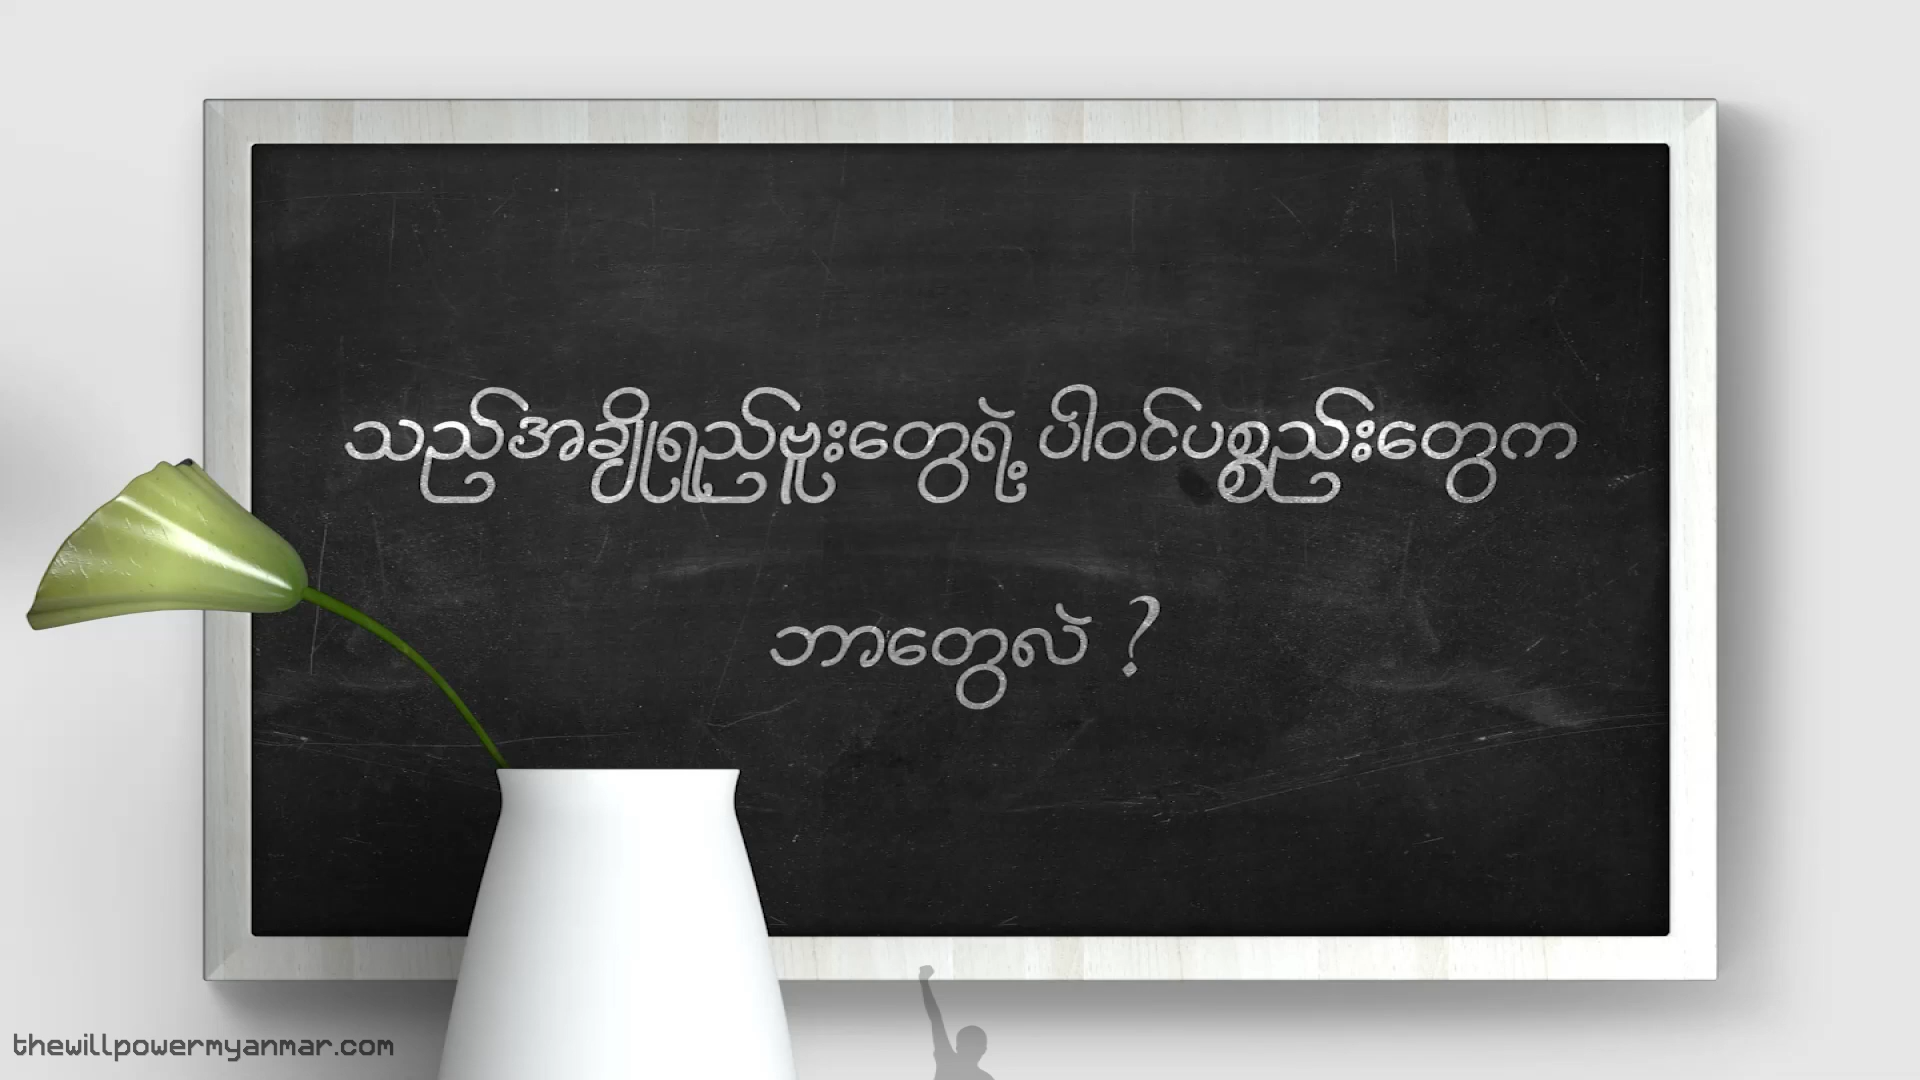 သည်အချိုရည်ဗူးတွေရဲ့ ပါဝင်ပစ္စည်းတွေက
ဘာတွေလဲ ?
thewillpowermyanmar.com